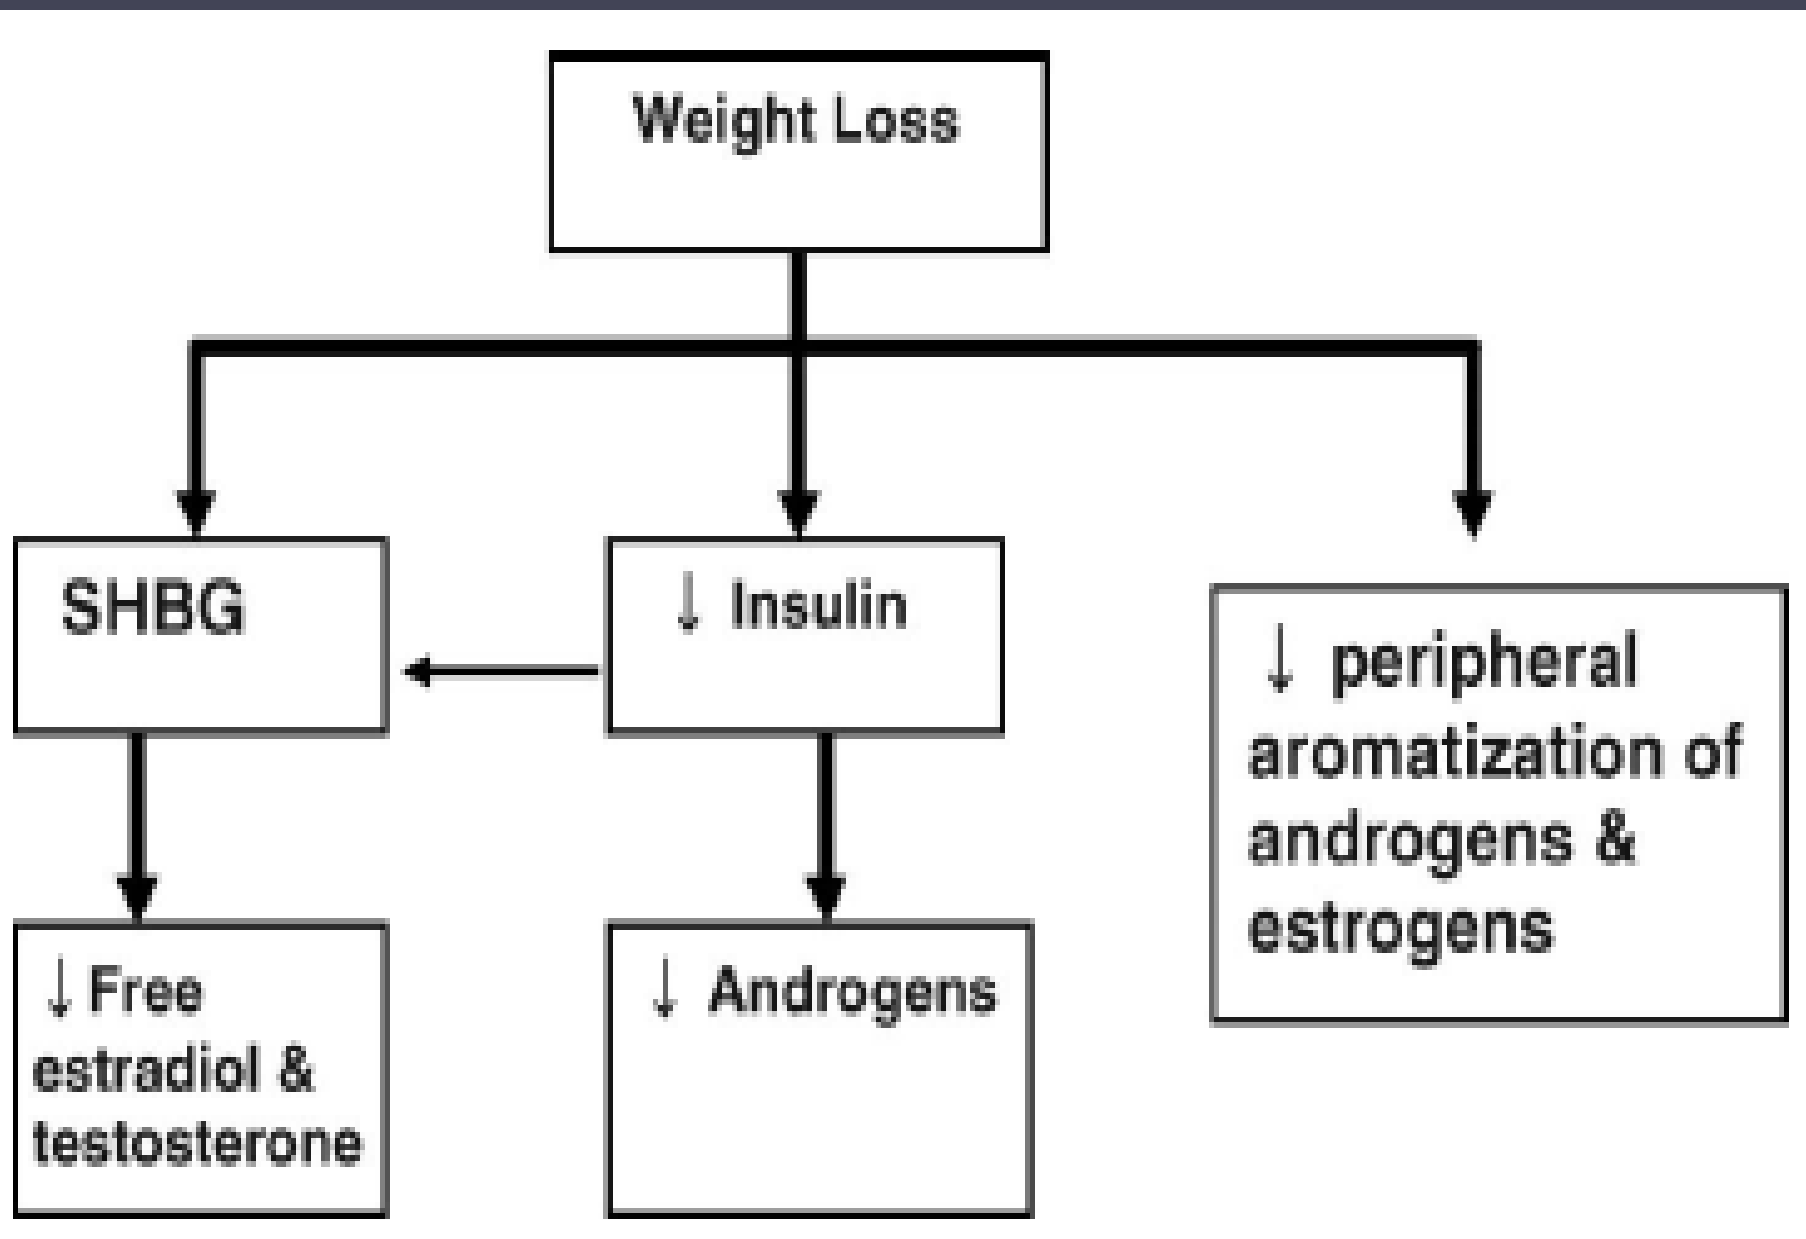 Weight Loss
SHBG
↓ Insulin
↓ peripheral
aromatization of
androgens &
estrogens
↓ Free
estradiol &
testosterone
↓ Androgens